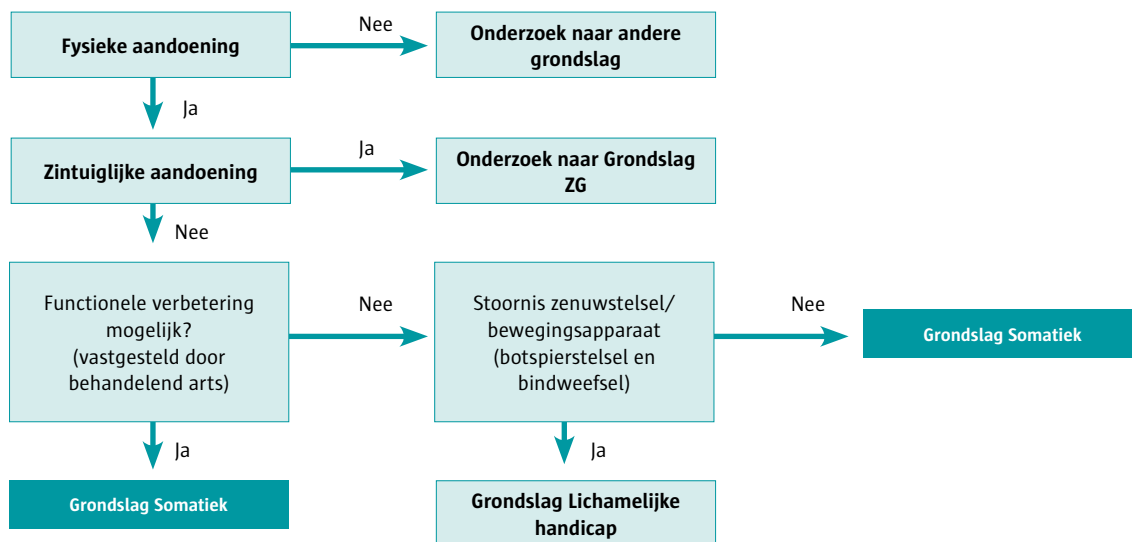 Fysieke aandoening
Nee
Onderzoek naar andere
grondslag
Ja
Zintuiglijke aandoening
Ja
Onderzoek naar Grondslag
ZG
Nee
Functionele verbetering
mogelijk?
(vastgesteld door
behandelend arts)
Nee
Stoornis zenuwstelsel/
bewegingsapparaat
(botspierstelsel en
bindweefsel)
Nee
Grondslag Somatiek
Ja
Grondslag Somatiek
Ja
Grondslag Lichamelijke
handicap